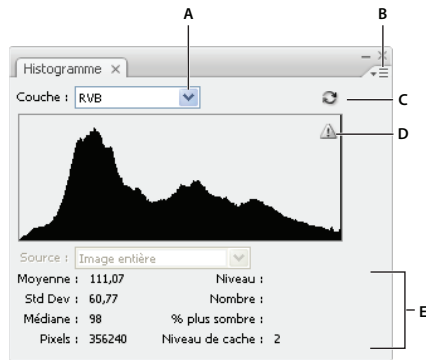 A B
Histogramme
Couche : RVB
C
D
Source : Image entière
Moyenne : 111,07 Niveau :
Std Dev : 60,77 Nombre :
Médiane : 98 % plus sombre :
Pixels : 356240 Niveau de cache : 2
E